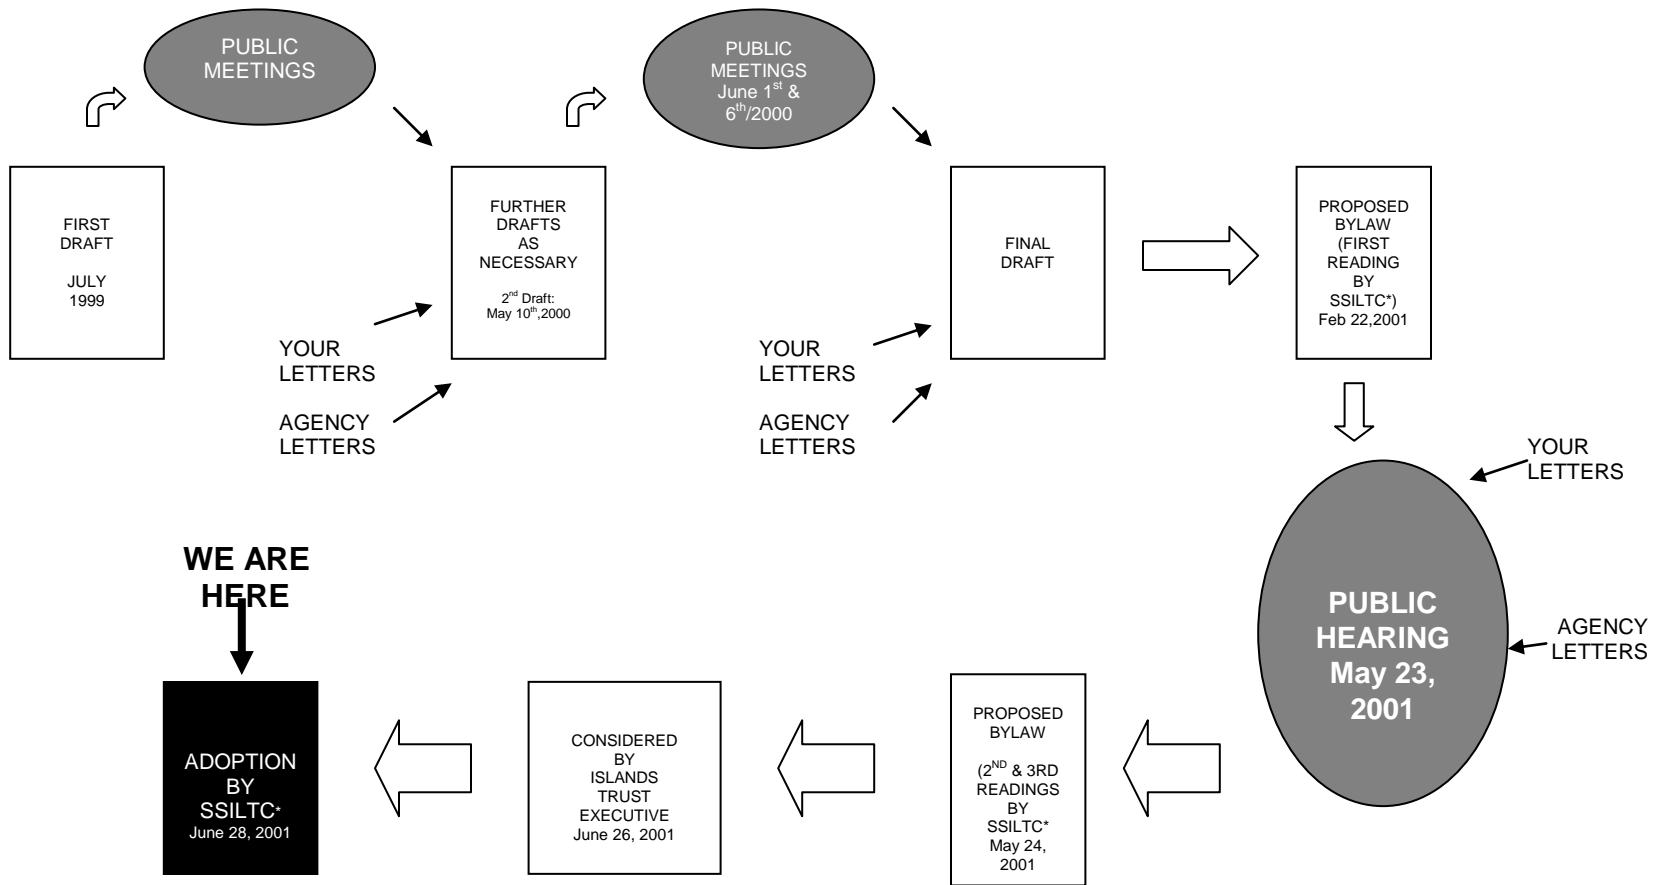 PUBLIC
MEETINGS
PUBLIC
MEETINGS
June 1st &
6th/2000
FIRST
DRAFT
JULY
1999
FURTHER
DRAFTS
AS
NECESSARY
2nd Draft:
May 10th,2000
YOUR
LETTERS
AGENCY
LETTERS
FINAL
DRAFT
YOUR
LETTERS
AGENCY
LETTERS
PROPOSED
BYLAW
(FIRST
READING
BY
SSILTC*)
Feb 22,2001
YOUR
LETTERS
PUBLIC
HEARING
May 23,
2001
AGENCY
LETTERS
PROPOSED
BYLAW
(2ND & 3RD
READINGS
BY
SSILTC*
May 24,
2001
CONSIDERED
BY
ISLANDS
TRUST
EXECUTIVE
June 26, 2001
WE ARE
HERE
ADOPTION
BY
SSILTC*
June 28, 2001